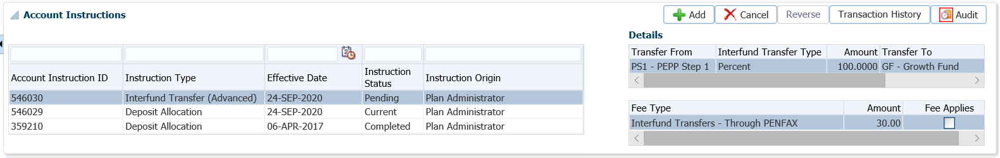 Account Instructions
Add Cancel Reverse Transaction History Audit
Account Instruction ID Instruction Type Effective Date Instruction Status Instruction Origin
546030 Interfund Transfer (Advanced) 24-SEP-2020 Pending Plan Administrator
546029 Deposit Allocation 24-SEP-2020 Current Plan Administrator
359210 Deposit Allocation 06-APR-2017 Completed Plan Administrator
Details
Transfer From Interfund Transfer Type Amount Transfer To
PS1 - PEPP Step 1 Percent 100.0000 GF - Growth Fund
Fee Type Amount Fee Applies
Interfund Transfers - Through PENFAX 30.00